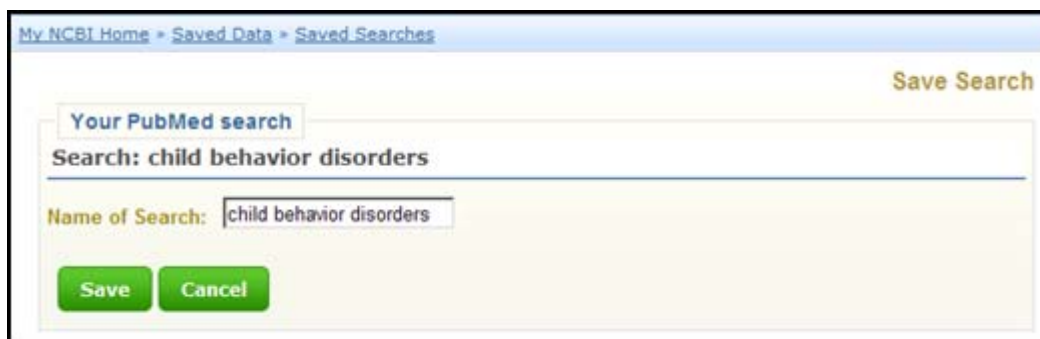 My NCBI Home » Saved Data » Saved Searches
Save Search
Your PubMed search
Search: child behavior disorders
Name of Search: child behavior disorders
Save Cancel